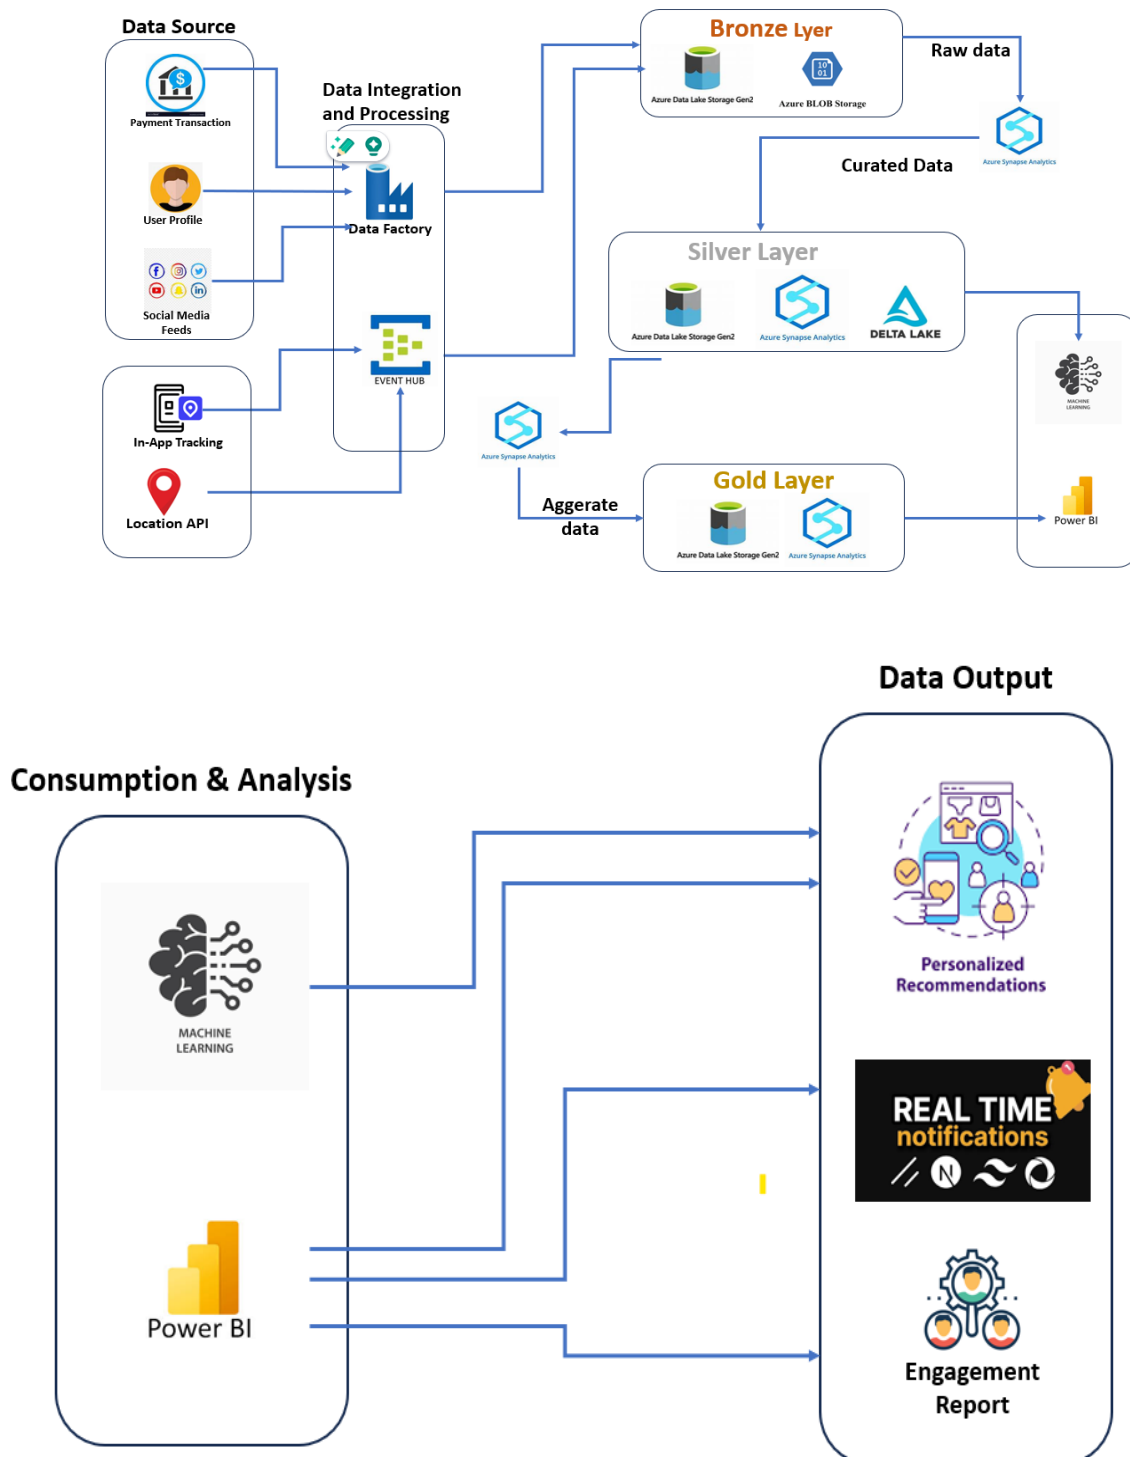 Data Source
Payment Transaction
User Profile
Social Media
Feeds
In-App Tracking
Location API
Data Integration
and Processing
Data Factory
EVENT HUB
Bronze Lyer
Azure Data Lake Storage Gen2
10
01
Azure BLOB Storage
Raw data
Azure Synapse Analytics
Curated Data
Silver Layer
Azure Data Lake Storage Gen2
Azure Synapse Analytics
DELTA LAKE
MACHINE
LEARNING
Azure Synapse Analytics
Aggerate
data
Gold Layer
Azure Data Lake Storage Gen2
Azure Synapse Analytics
Power BI
Data Output
Consumption & Analysis
MACHINE
LEARNING
Power BI
Personalized
Recommendations
REAL TIME
notifications
N
Engagement
Report